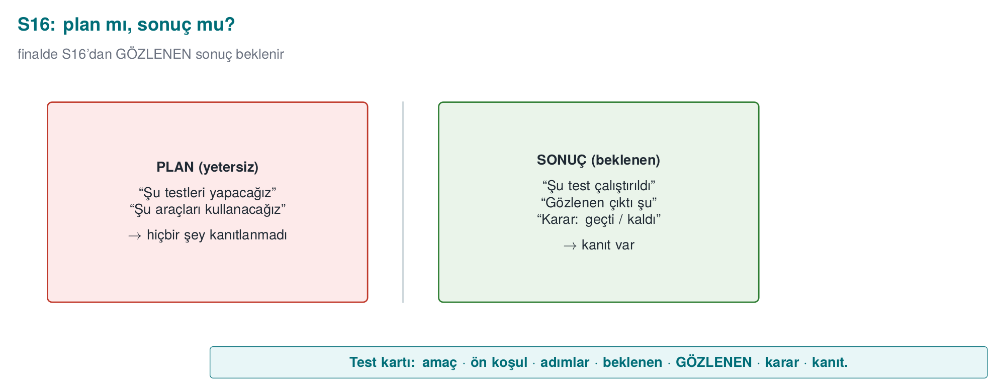 S16: plan mı, sonuç mu?
finalde S16’dan GÖZLENEN sonuç beklenir
PLAN (yetersiz)
“Şu testleri yapacağız”
“Şu araçları kullanacağız”
→ hiçbir şey kanıtlanmadı
SONUÇ (beklenen)
“Şu test çalıştırıldı”
“Gözlenen çıktı şu”
“Karar: geçti / kaldı”
→ kanıt var
Test kartı: amaç · ön koşul · adımlar · beklenen · GÖZLENEN · karar · kanıt.